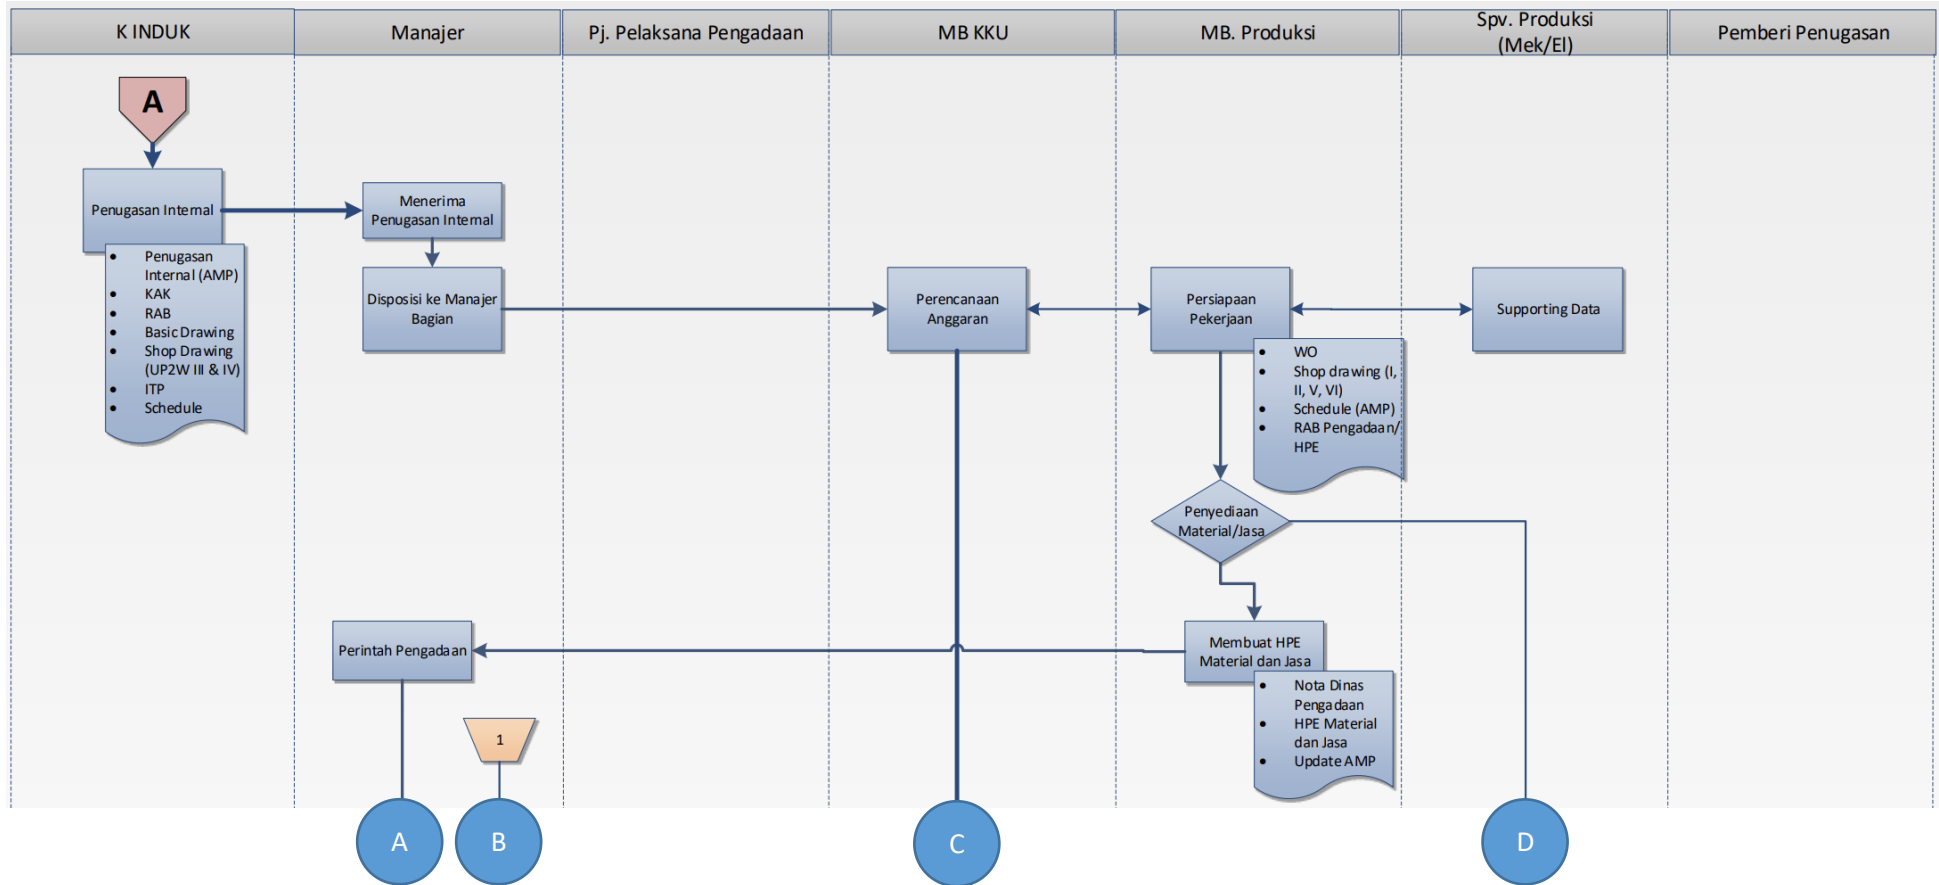 K INDUK
Manajer
Pj. Pelaksana Pengadaan
MB KKU
MB. Produksi
Spv. Produksi
(Mek/El)
Pemberi Penugasan
A
Penugasan Internal
• Penugasan
Internal (AMP)
• KAK
• RAB
• Basic Drawing
• Shop Drawing
(UP2W III & IV)
• ITP
• Schedule
Menerima
Penugasan Internal
Disposisi ke Manajer
Bagian
Perencanaan
Anggaran
Persiapaan
Pekerjaan
• WO
• Shop drawing (I,
II, V, VI)
• Schedule (AMP)
• RAB Pengadaan/
HPE
Supporting Data
Penyediaan
Material/Jasa
Membuat HPE
Material dan Jasa
• Nota Dinas
Pengadaan
• HPE Material
dan Jasa
• Update AMP
Perintah Pengadaan
1
A
B
C
D